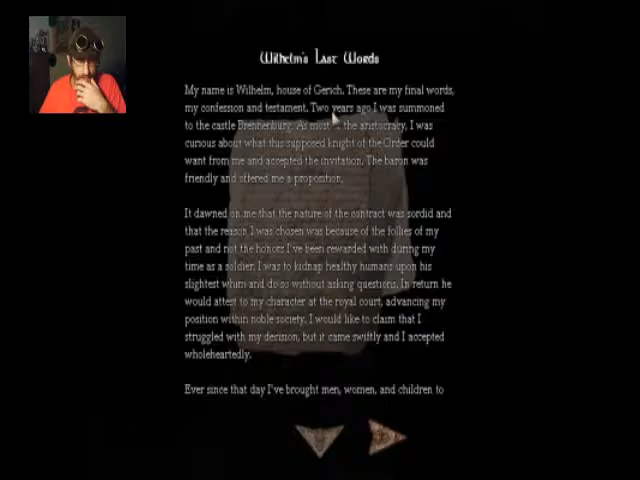 Wilhelm's Last Words
My name is Wilhelm, house of Gerich. These are my final words,
my confession and testament. Two years ago I was summoned
to the castle Brennenburg. As most the aristocracy, I was
curious about what this supposed knight of the Order could
want from me and accepted the invitation. The baron was
friendly and offered me a proposition.
It dawned on me that the nature of the contract was sordid and
that the reason I was chosen was because of the follies of my
past and not the honors I've been rewarded with during my
time as a soldier. I was to kidnap healthy humans upon his
slightest whim and do so without asking questions. In return he
would attest to my character at the royal court, advancing my
position within noble society. I would like to claim that I
struggled with my decision, but it came swiftly and I accepted
wholeheartedly.
Ever since that day I've brought men, women, and children to